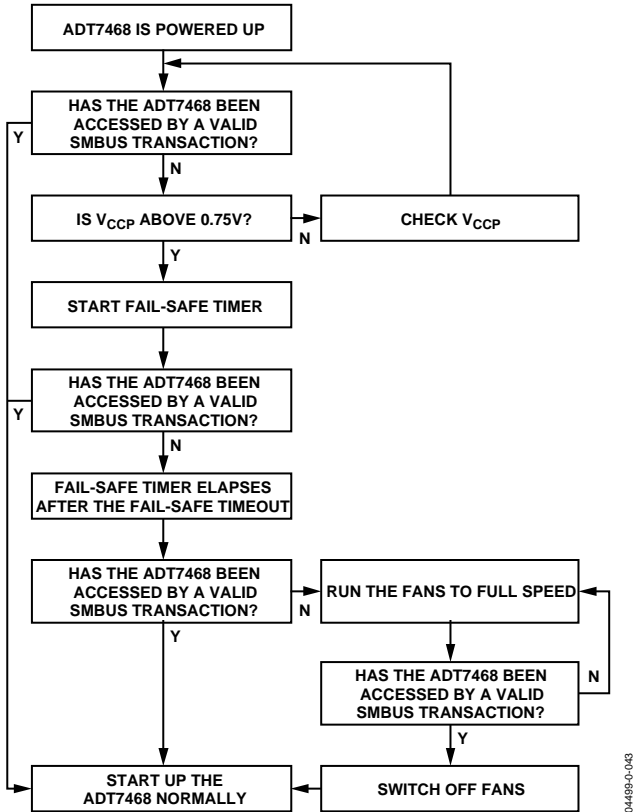 ADT7468 IS POWERED UP
HAS THE ADT7468 BEEN
ACCESSED BY A VALID
SMBUS TRANSACTION?
Y
N
IS VCCP ABOVE 0.75V?
N
CHECK VCCP
Y
START FAIL-SAFE TIMER
HAS THE ADT7468 BEEN
ACCESSED BY A VALID
SMBUS TRANSACTION?
Y
N
FAIL-SAFE TIMER ELAPSES
AFTER THE FAIL-SAFE TIMEOUT
HAS THE ADT7468 BEEN
ACCESSED BY A VALID
SMBUS TRANSACTION?
N
RUN THE FANS TO FULL SPEED
Y
HAS THE ADT7468 BEEN
ACCESSED BY A VALID
SMBUS TRANSACTION?
N
Y
START UP THE
ADT7468 NORMALLY
SWITCH OFF FANS
04499-0-043